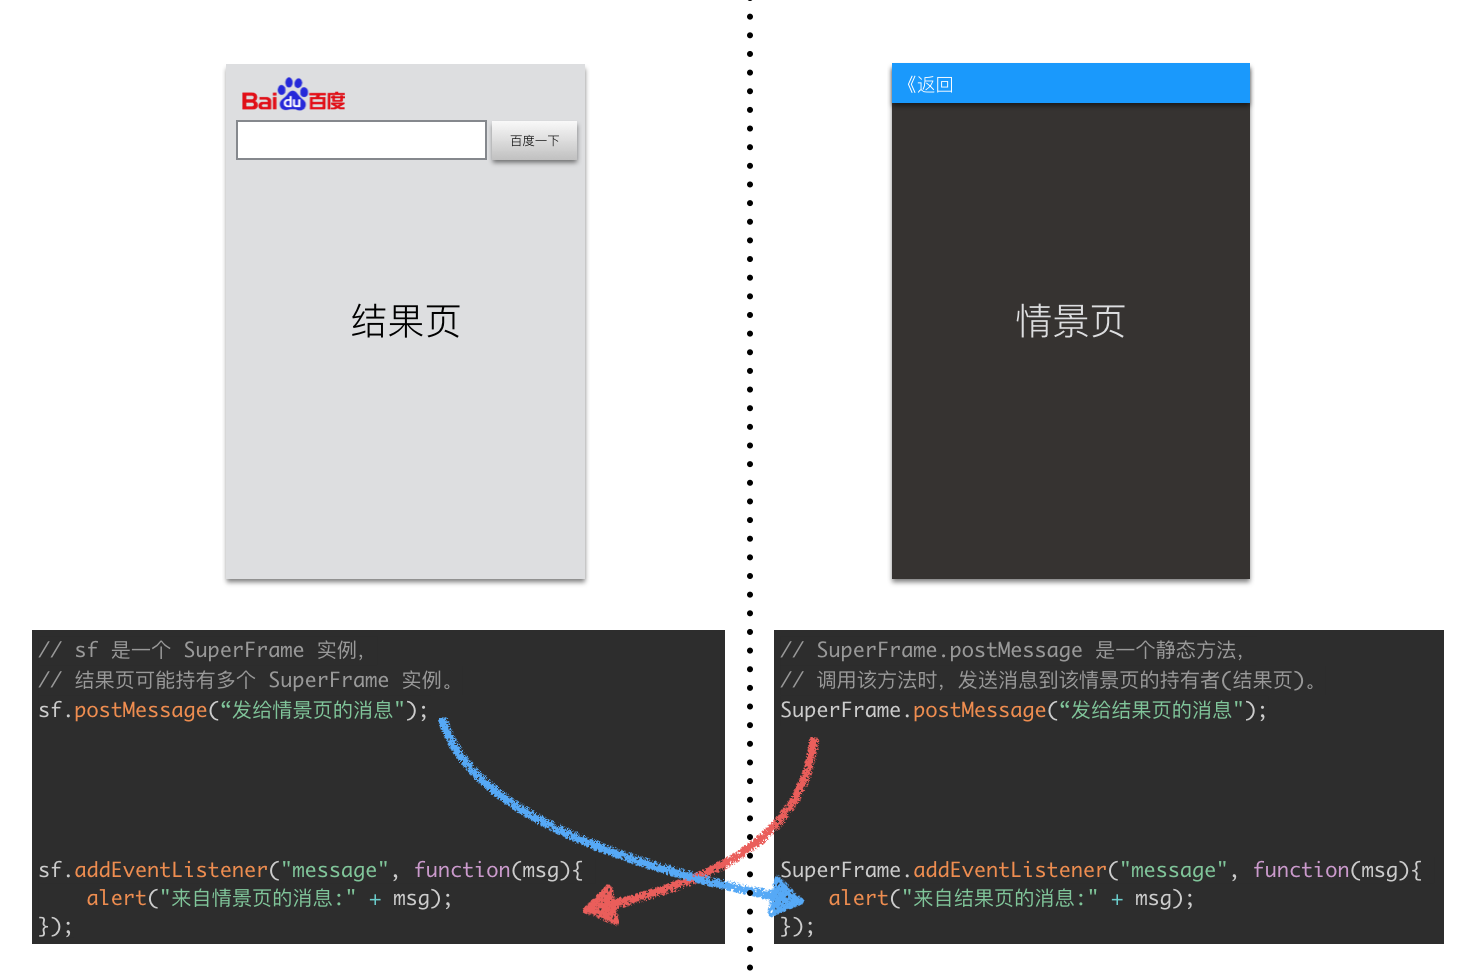 Bai du 百度
百度一下
结果页
// sf 是一个 SuperFrame 实例，
// 结果页可能持有多个 SuperFrame 实例。
sf.postMessage(“发给情景页的消息");
sf.addEventListener("message", function(msg){
    alert("来自情景页的消息:" + msg);
});
《返回
情景页
// SuperFrame.postMessage 是一个静态方法，
// 调用该方法时，发送消息到该情景页的持有者(结果页)。
SuperFrame.postMessage(“发给结果页的消息");
SuperFrame.addEventListener("message", function(msg){
    alert("来自结果页的消息:" + msg);
});